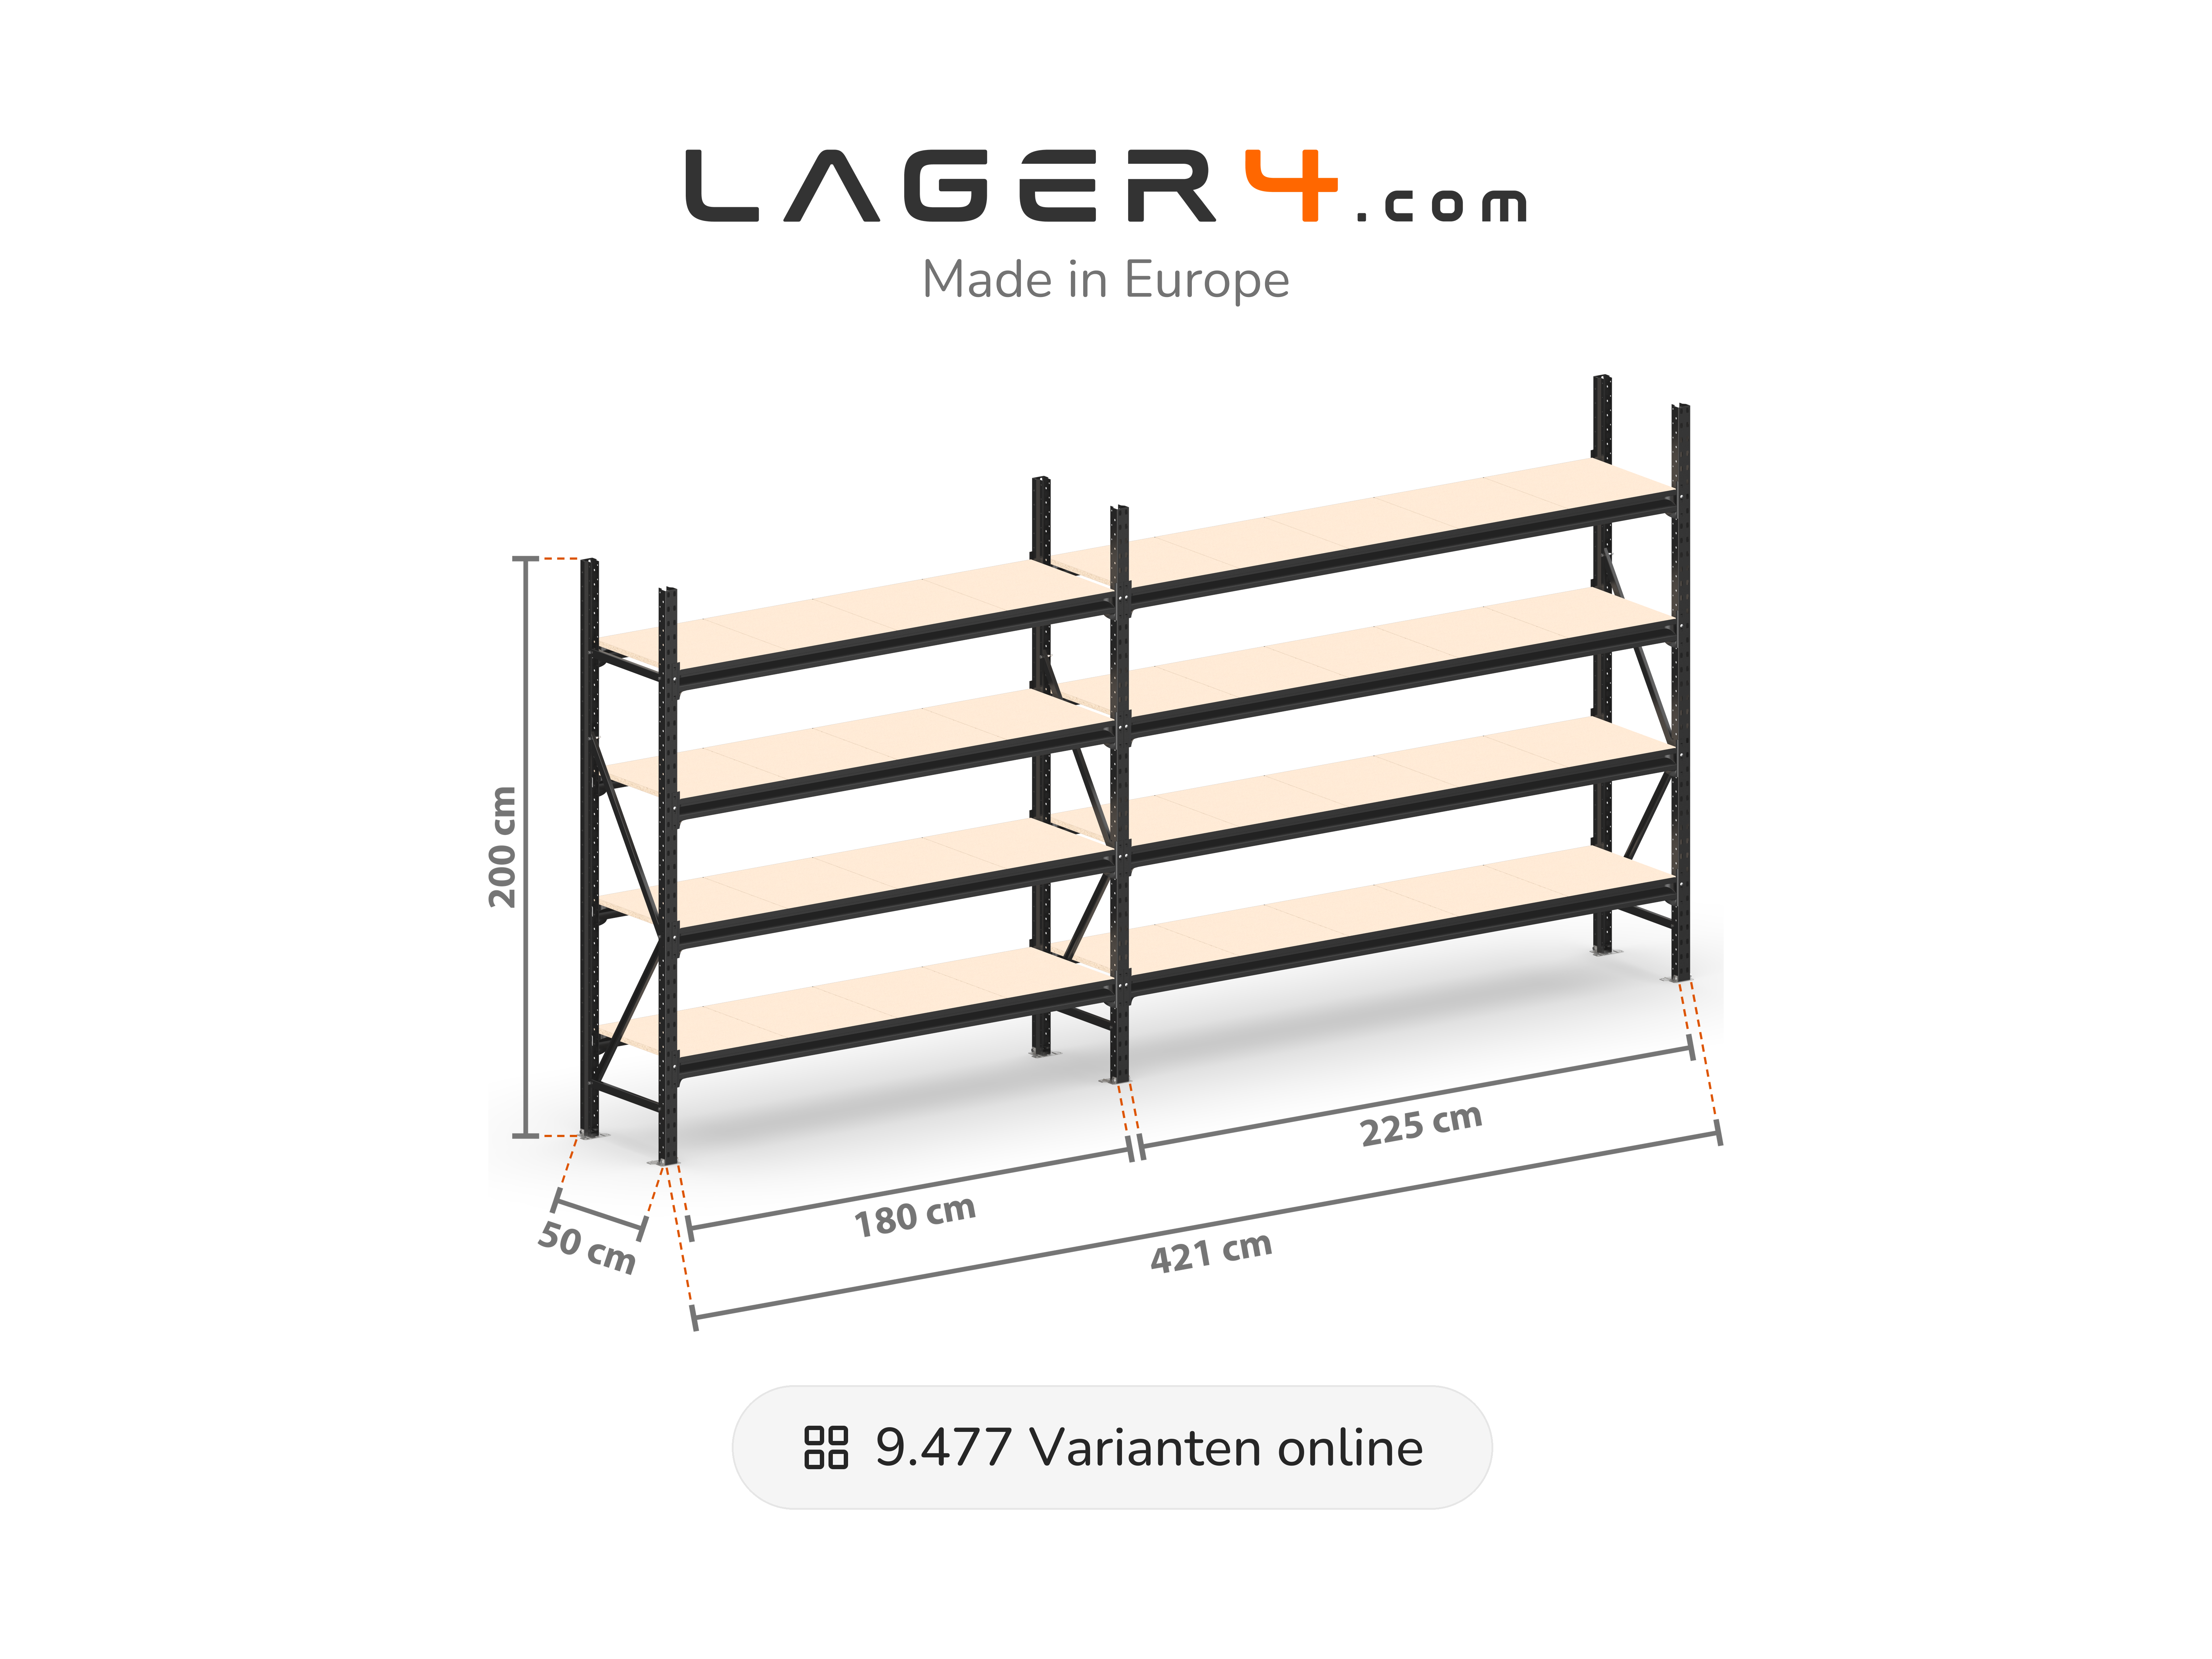 LAGER4.com
Made in Europe
200 cm
50 cm
180 cm
225 cm
421 cm
9.477 Varianten online